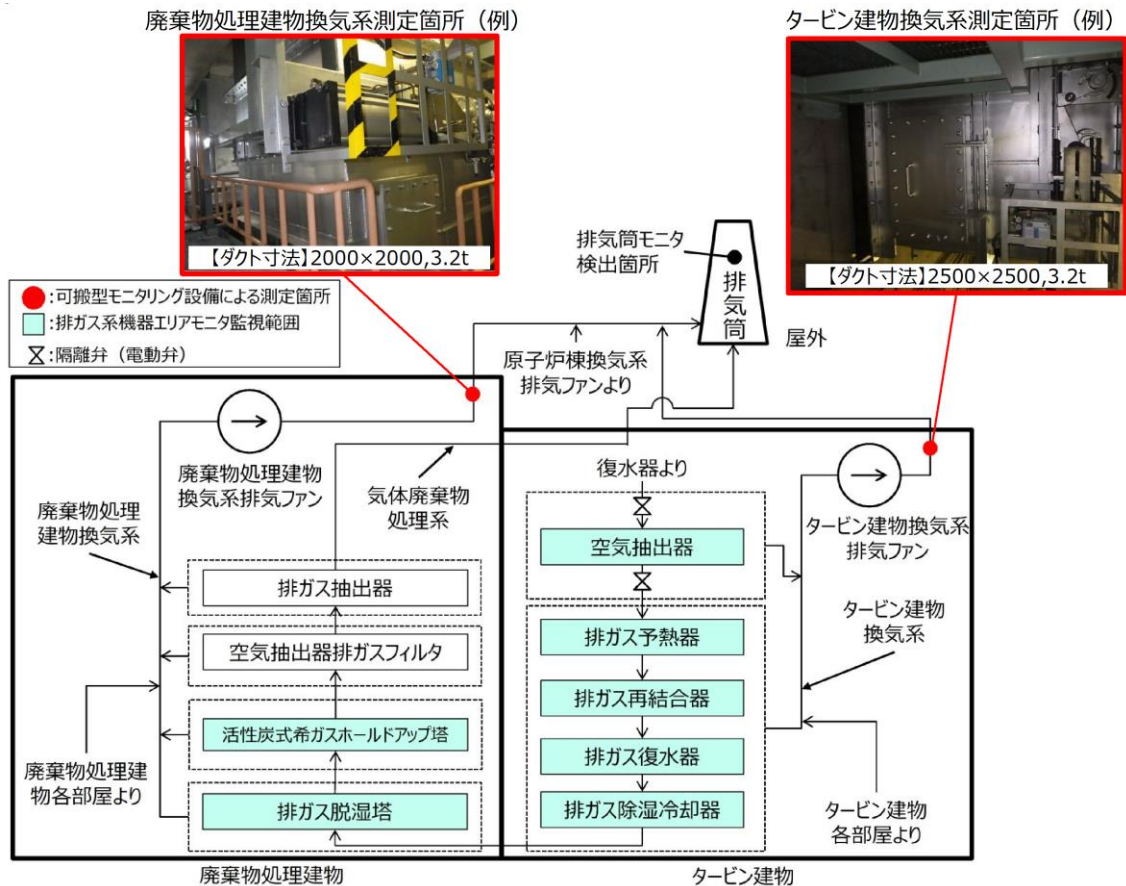 廃棄物処理建物換気系測定箇所（例）
タービン建物換気系測定箇所（例）
【ダクト寸法】2000×2000,3.2t
【ダクト寸法】2500×2500,3.2t
：可搬型モニタリング設備による測定箇所
：排ガス系機器エリアモニタ監視範囲
：隔離弁（電動弁）
排気筒モニタ
検出箇所
排気筒
屋外
原子炉棟換気系
排気ファンより
廃棄物処理建物
換気系排気ファン
気体廃棄物
処理系
廃棄物処理
建物換気系
排ガス抽出器
空気抽出器排ガスフィルタ
活性炭式希ガスホールドアップ塔
排ガス脱湿塔
廃棄物処理建
物各部屋より
廃棄物処理建物
復水器より
空気抽出器
排ガス予熱器
排ガス再結合器
排ガス復水器
排ガス除湿冷却器
タービン建物換気系
排気ファン
タービン建物
換気系
タービン建物
各部屋より
タービン建物